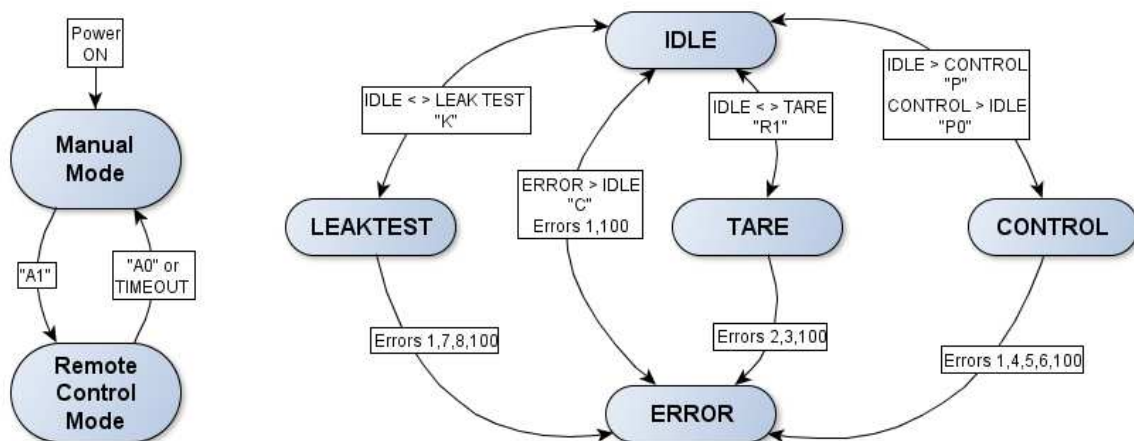 Power
ON
Manual
Mode
"A1"
"A0" or
TIMEOUT
Remote
Control
Mode
IDLE
IDLE < > LEAK TEST
"K"
IDLE < > TARE
"R1"
IDLE > CONTROL
"P"
CONTROL > IDLE
"P0"
ERROR > IDLE
"C"
Errors 1,100
LEAKTEST
TARE
CONTROL
Errors 1,7,8,100
Errors 2,3,100
Errors 1,4,5,6,100
ERROR